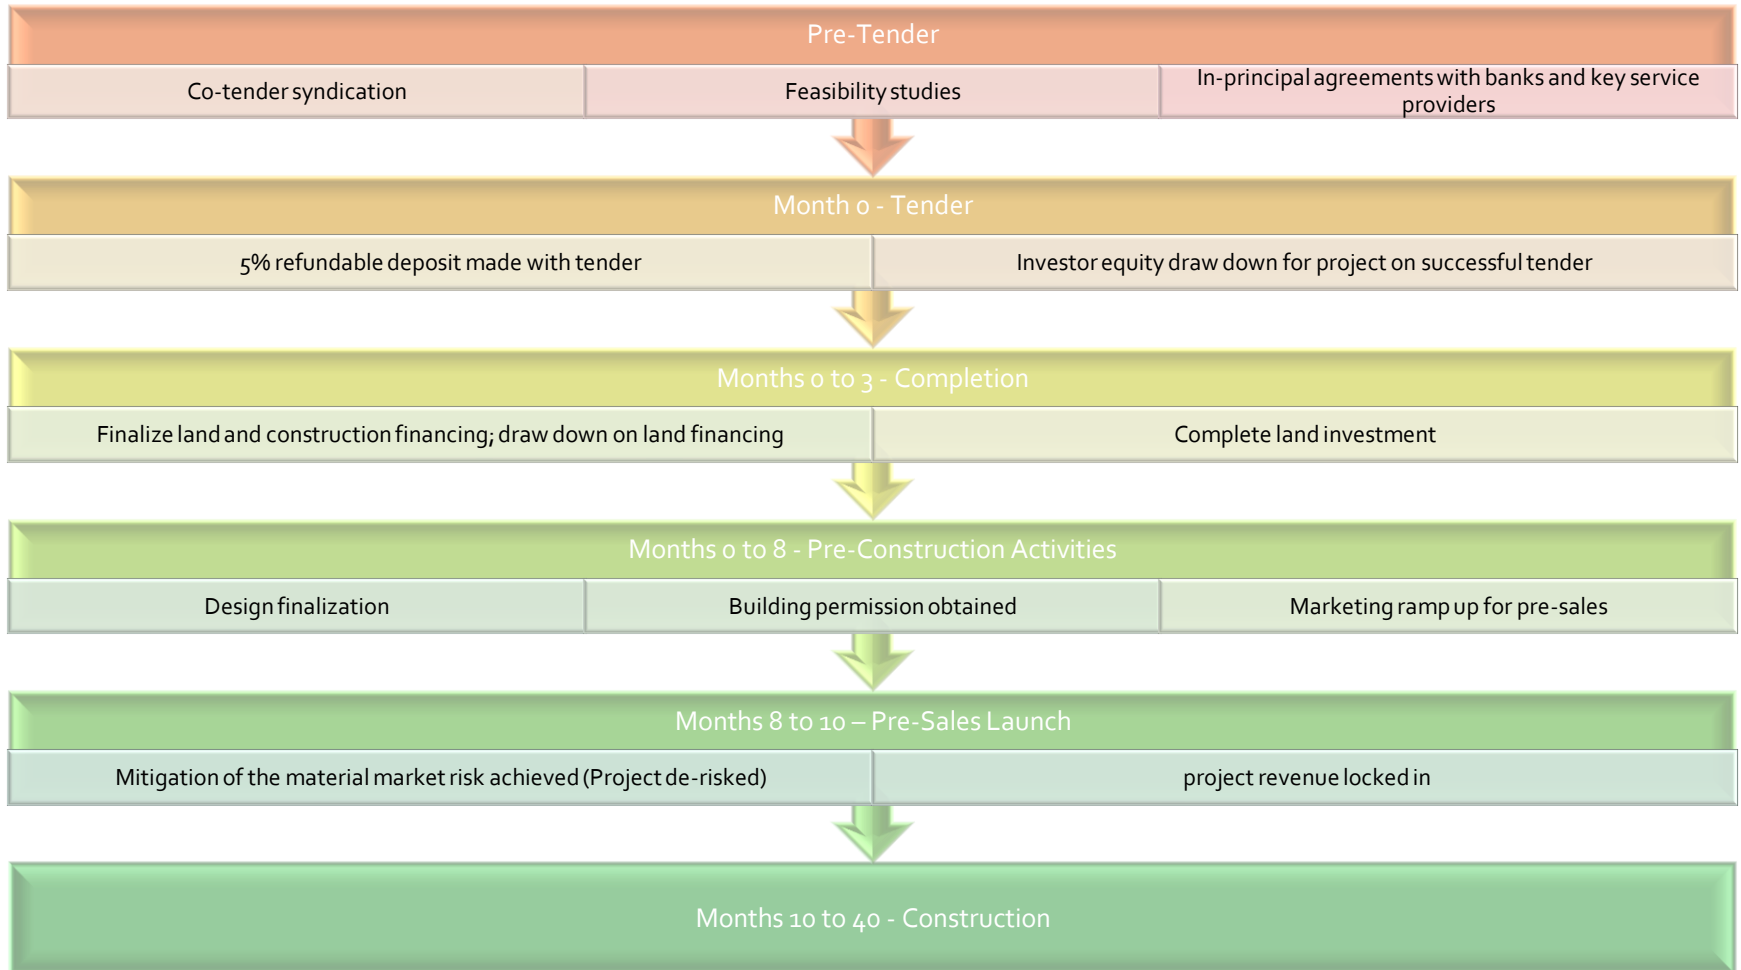 Pre-Tender
Co-tender syndication
Feasibility studies
In-principal agreements with banks and key service
providers
Month 0 - Tender
5% refundable deposit made with tender
Investor equity draw down for project on successful tender
Months 0 to 3 - Completion
Finalize land and construction financing; draw down on land financing
Complete land investment
Months 0 to 8 - Pre-Construction Activities
Design finalization
Building permission obtained
Marketing ramp up for pre-sales
Months 8 to 10 – Pre-Sales Launch
Mitigation of the material market risk achieved (Project de-risked)
project revenue locked in
Months 10 to 40 - Construction